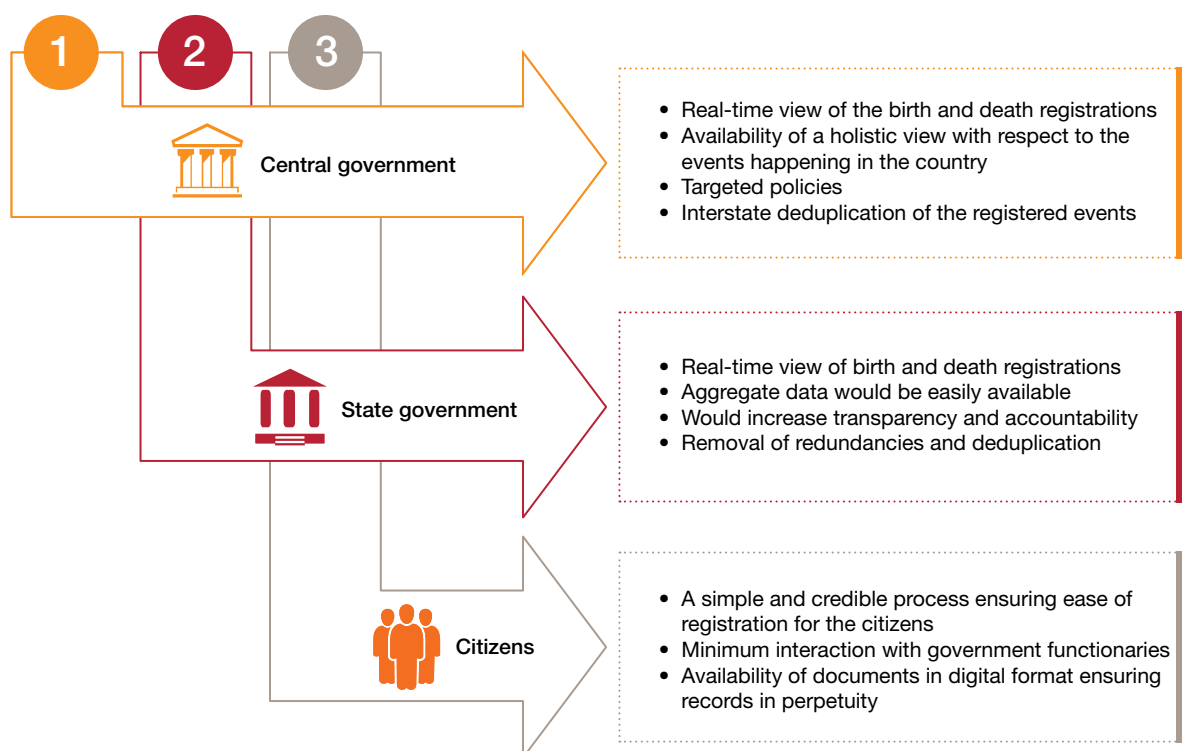 1
2
3
Central government
• Real-time view of the birth and death registrations
• Availability of a holistic view with respect to the
events happening in the country
• Targeted policies
• Interstate deduplication of the registered events
State government
• Real-time view of birth and death registrations
• Aggregate data would be easily available
• Would increase transparency and accountability
• Removal of redundancies and deduplication
Citizens
• A simple and credible process ensuring ease of
registration for the citizens
• Minimum interaction with government functionaries
• Availability of documents in digital format ensuring
records in perpetuity